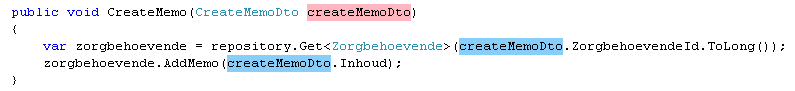 public void CreateMemo(CreateMemoDto createMemoDto)
{
    var zorgbehoevende = repository.Get<Zorgbehoevende>(createMemoDto.ZorgbehoevendeId.ToLong());
    zorgbehoevende.AddMemo(createMemoDto.Inhoud);
}